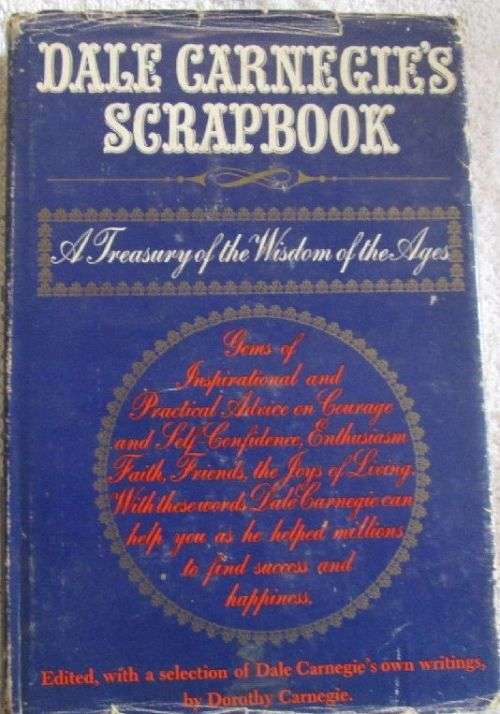 DALE CARNEGIE'S
SCRAPBOOK
A Treasury of the Wisdom of the Ages
Gems of
Inspirational and
Practical Advice on Courage
and Self Confidence, Enthusiasm
Faith, Friends, the Joys of Living.
With these words Dale Carnegie can
help you as he helped millions
to find success and
happiness.
Edited, with a selection of Dale Carnegie's own writings,
by Dorothy Carnegie.